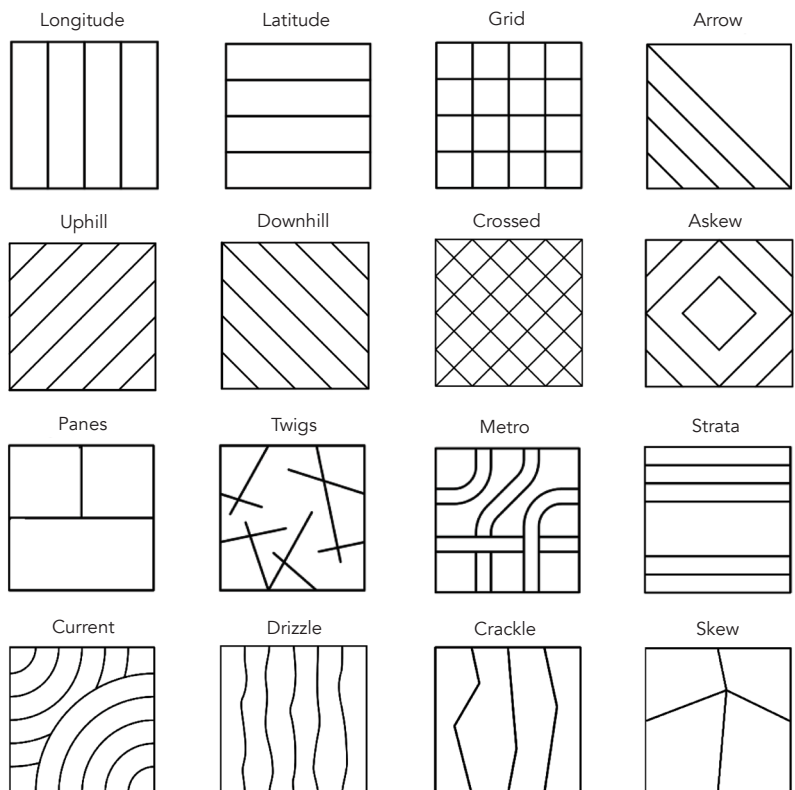 Longitude
Latitude
Grid
Arrow
Uphill
Downhill
Crossed
Askew
Panes
Twigs
Metro
Strata
Current
Drizzle
Crackle
Skew